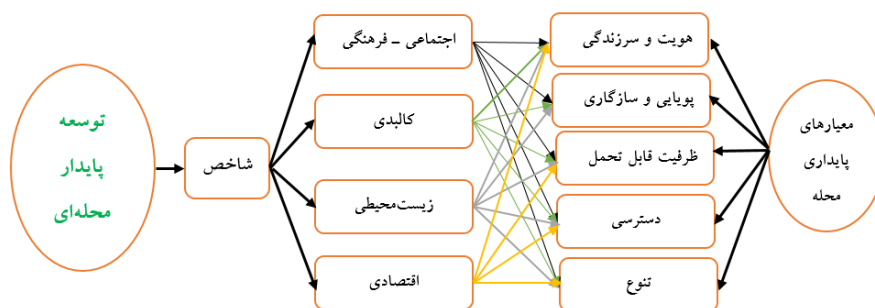 توسعه
پایدار
محله‌ای
شاخص
اجتماعی ـ فرهنگی
کالبدی
زیست‌محیطی
اقتصادی
هویت و سرزندگی
پویایی و سازگاری
ظرفیت قابل تحمل
دسترسی
تنوع
معیارهای
پایداری
محله